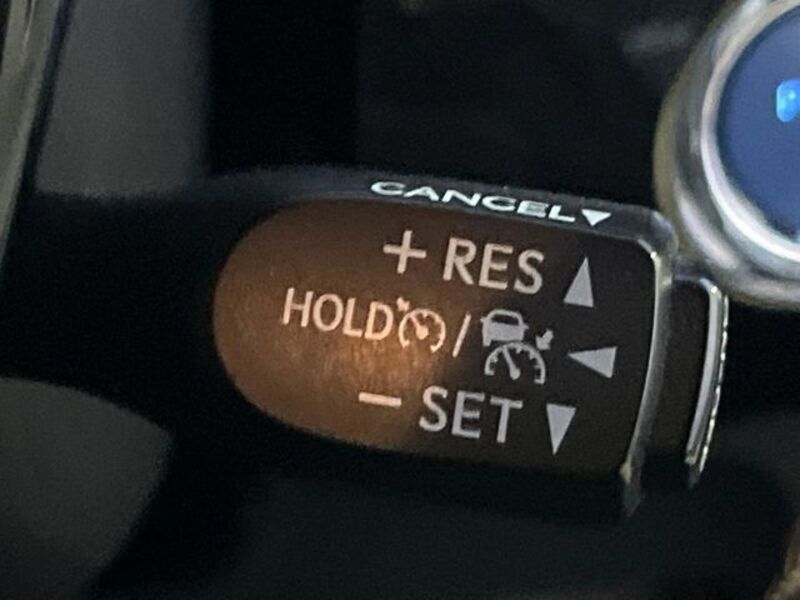 CANCEL▼
+ RES ▲
HOLD / ◀
− SET ▼